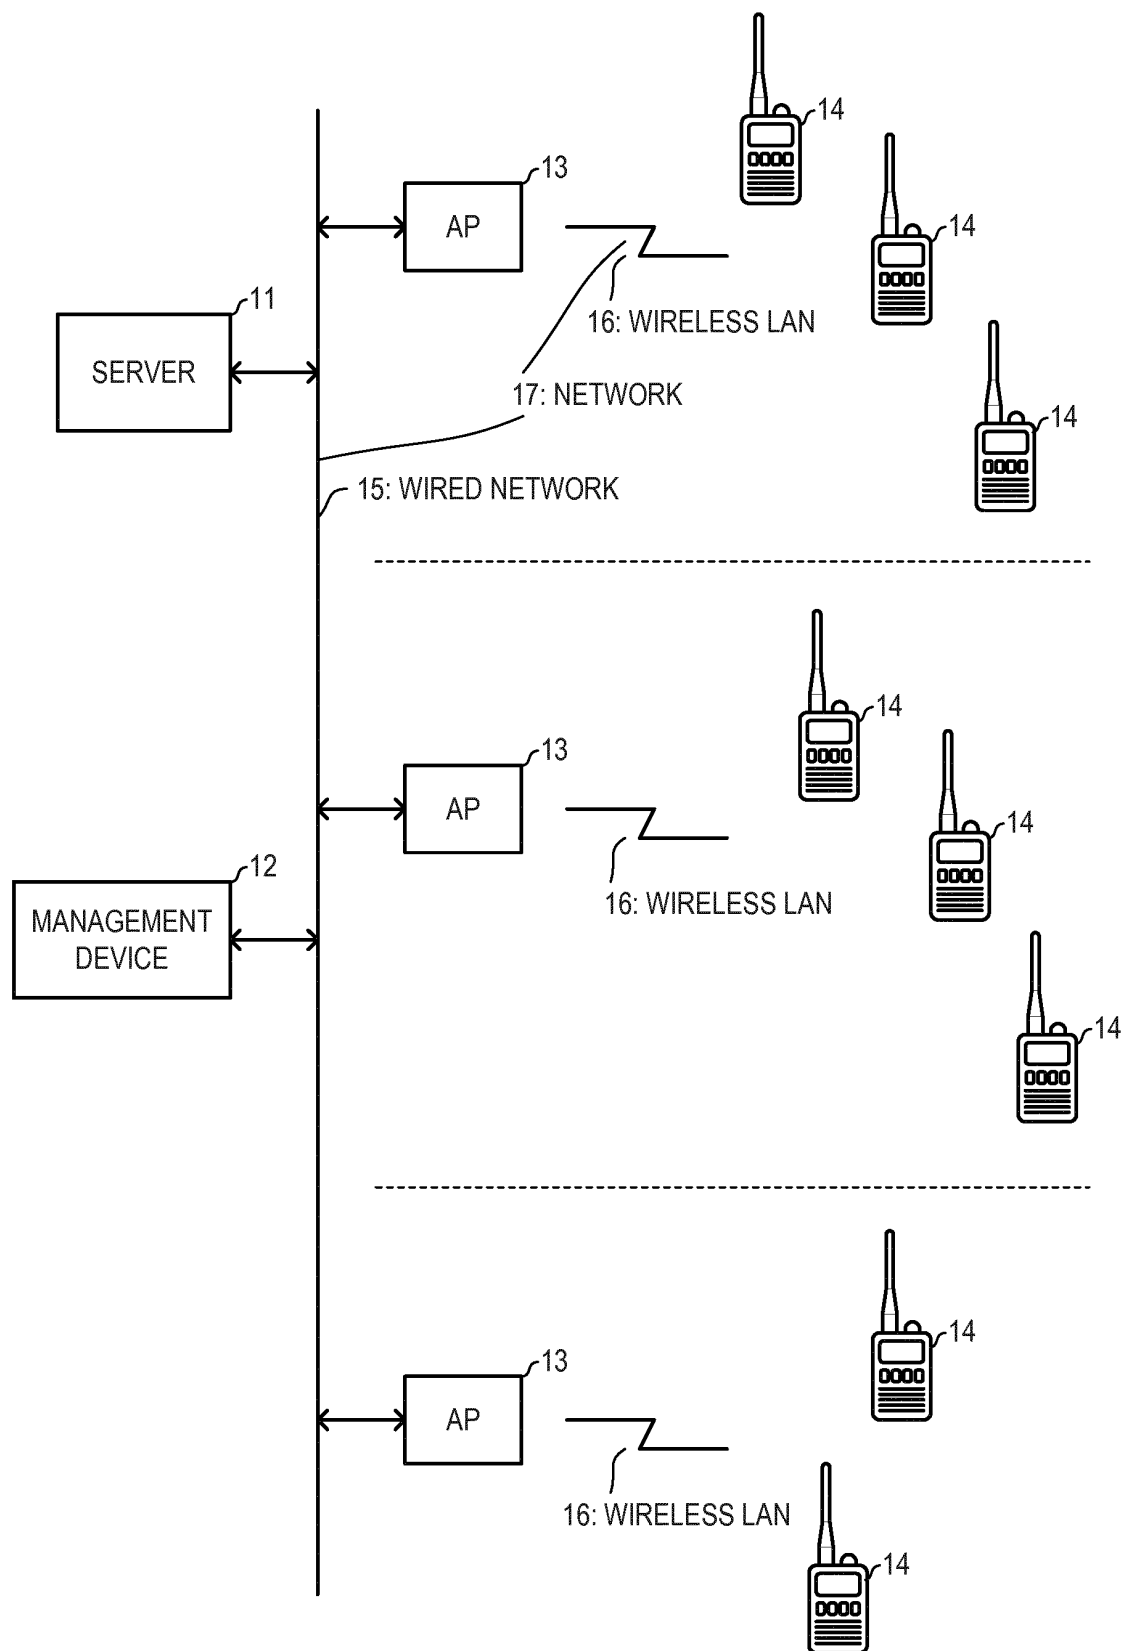 14
13
14
AP
11
16: WIRELESS LAN
SERVER
17: NETWORK
14
15: WIRED NETWORK
14
13
AP
14
12
16: WIRELESS LAN
MANAGEMENT
DEVICE
14
14
13
AP
16: WIRELESS LAN
14